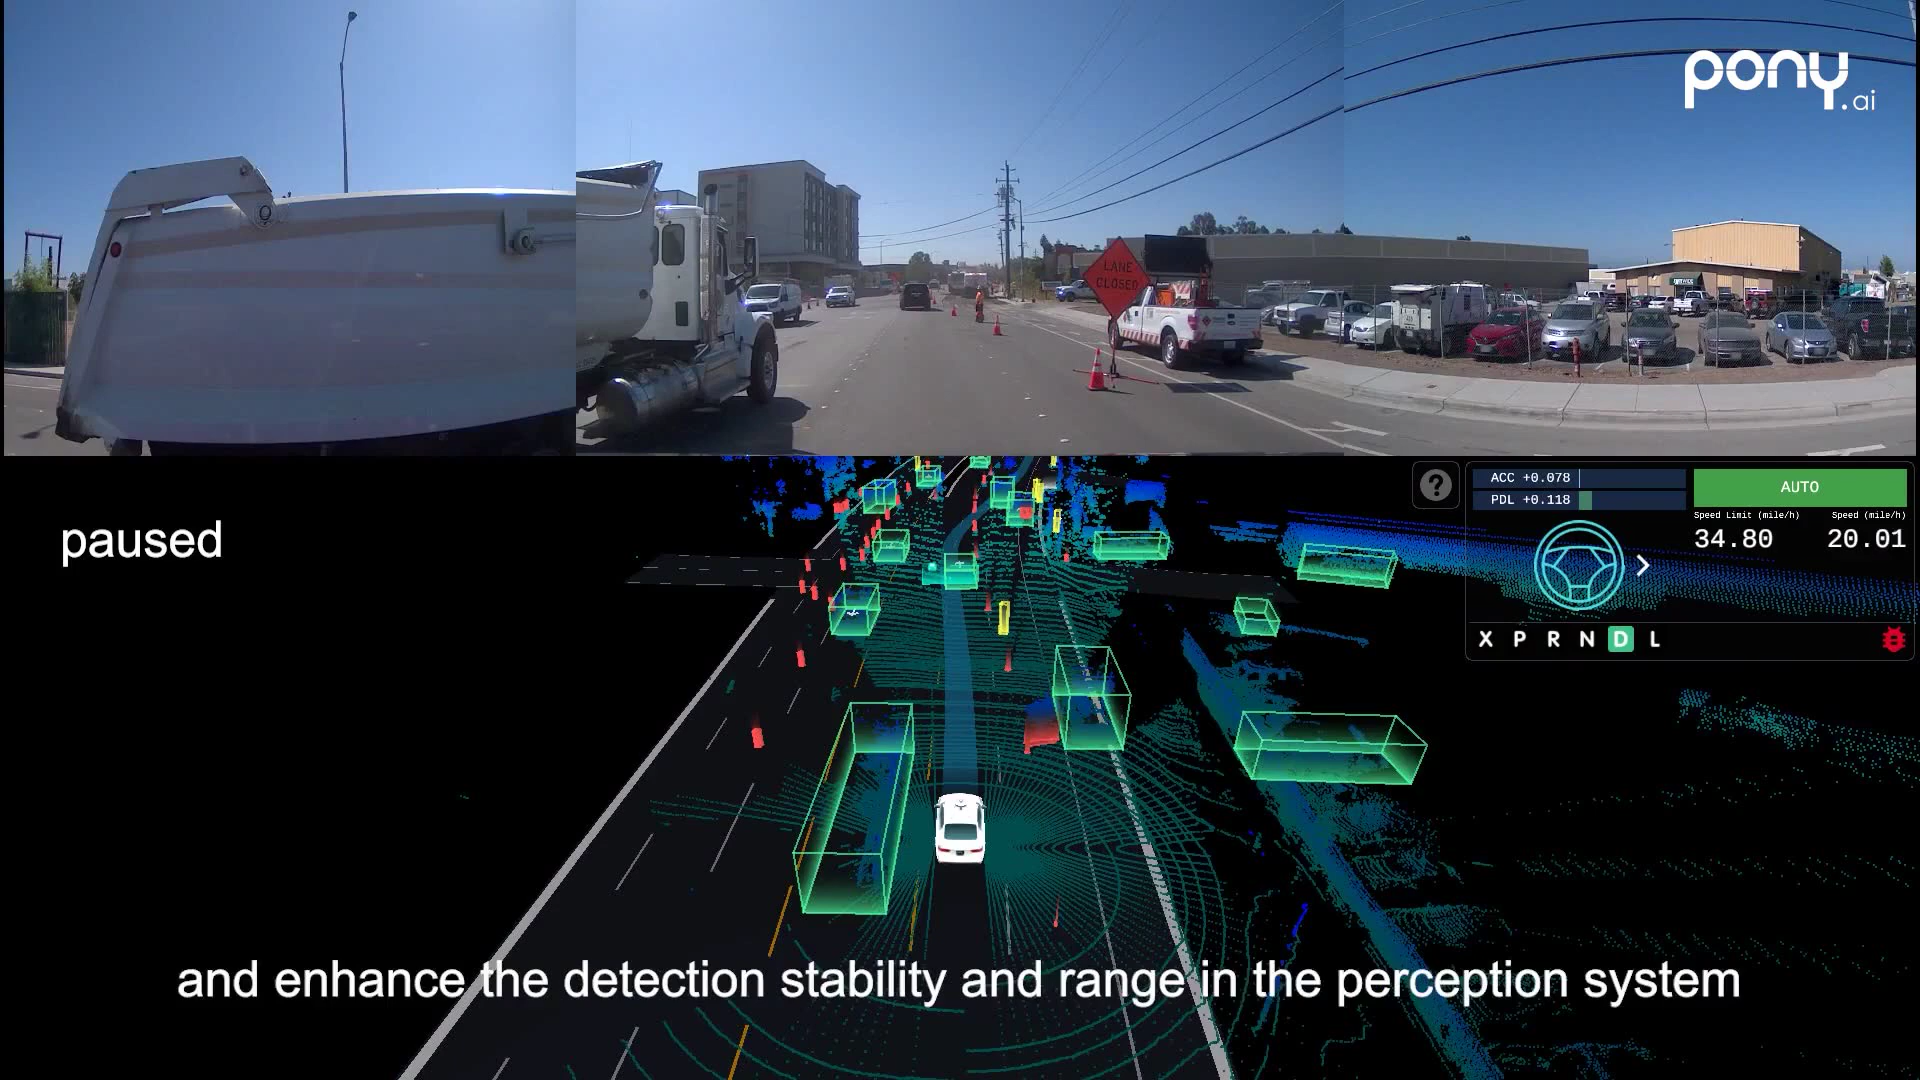 pony.ai
LANE
CLOSED
paused
?
ACC +0.078
PDL +0.118
AUTO
Speed Limit (mile/h)
Speed (mile/h)
34.80
20.01
X P R N D L
and enhance the detection stability and range in the perception system